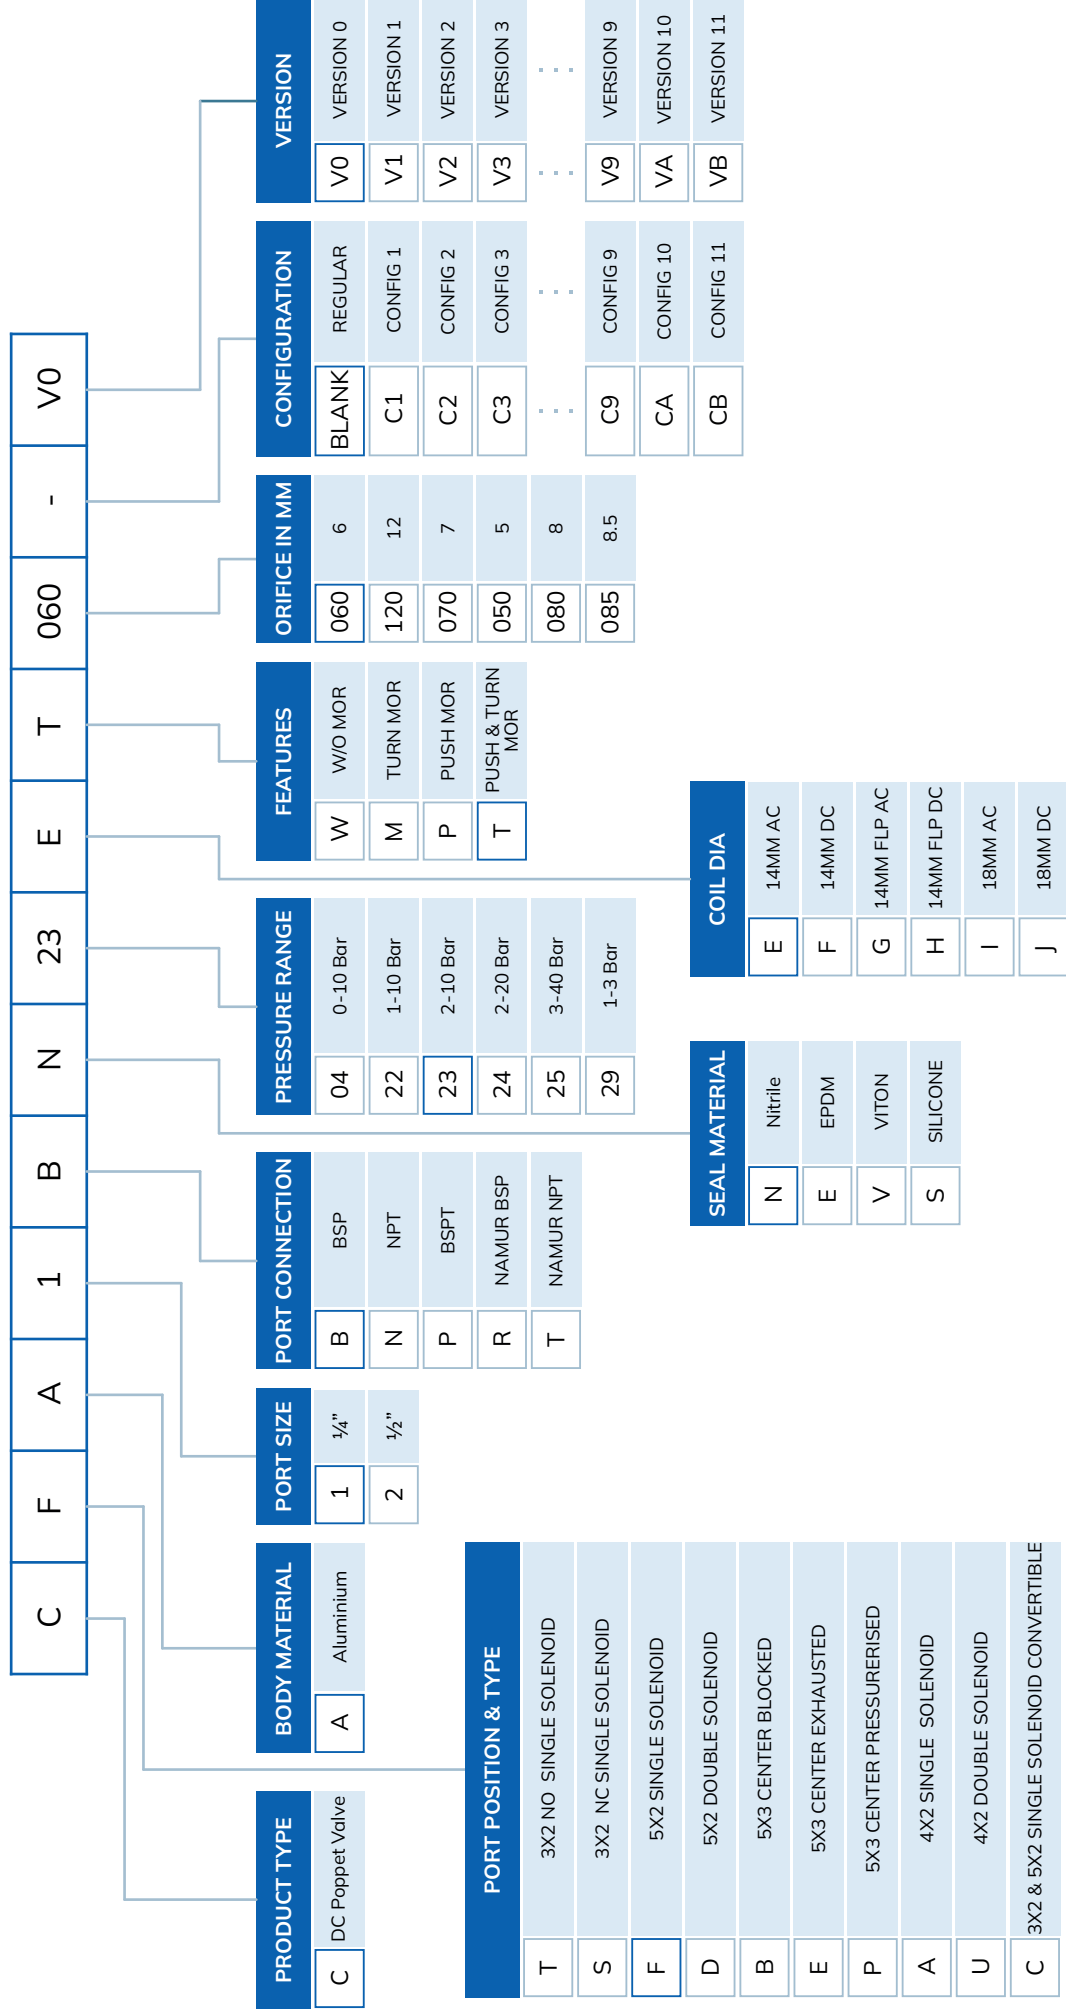 C F A 1 B N 23 E T 060 - V0
PRODUCT TYPE
C DC Poppet Valve
BODY MATERIAL
A Aluminium
PORT SIZE
1 ¼”
2 ½”
PORT CONNECTION
B BSP
N NPT
P BSPT
R NAMUR BSP
T NAMUR NPT
PRESSURE RANGE
04 0-10 Bar
22 1-10 Bar
23 2-10 Bar
24 2-20 Bar
25 3-40 Bar
29 1-3 Bar
FEATURES
W W/O MOR
M TURN MOR
P PUSH MOR
T PUSH & TURN
MOR
ORIFICE IN MM
060 6
120 12
070 7
050 5
080 8
085 8.5
CONFIGURATION
BLANK REGULAR
C1 CONFIG 1
C2 CONFIG 2
C3 CONFIG 3
... ...
C9 CONFIG 9
CA CONFIG 10
CB CONFIG 11
VERSION
V0 VERSION 0
V1 VERSION 1
V2 VERSION 2
V3 VERSION 3
... ...
V9 VERSION 9
VA VERSION 10
VB VERSION 11
PORT POSITION & TYPE
T 3X2 NO SINGLE SOLENOID
S 3X2 NC SINGLE SOLENOID
F 5X2 SINGLE SOLENOID
D 5X2 DOUBLE SOLENOID
B 5X3 CENTER BLOCKED
E 5X3 CENTER EXHAUSTED
P 5X3 CENTER PRESSURERISED
A 4X2 SINGLE SOLENOID
U 4X2 DOUBLE SOLENOID
C 3X2 & 5X2 SINGLE SOLENOID CONVERTIBLE
SEAL MATERIAL
N Nitrile
E EPDM
V VITON
S SILICONE
COIL DIA
E 14MM AC
F 14MM DC
G 14MM FLP AC
H 14MM FLP DC
I 18MM AC
J 18MM DC